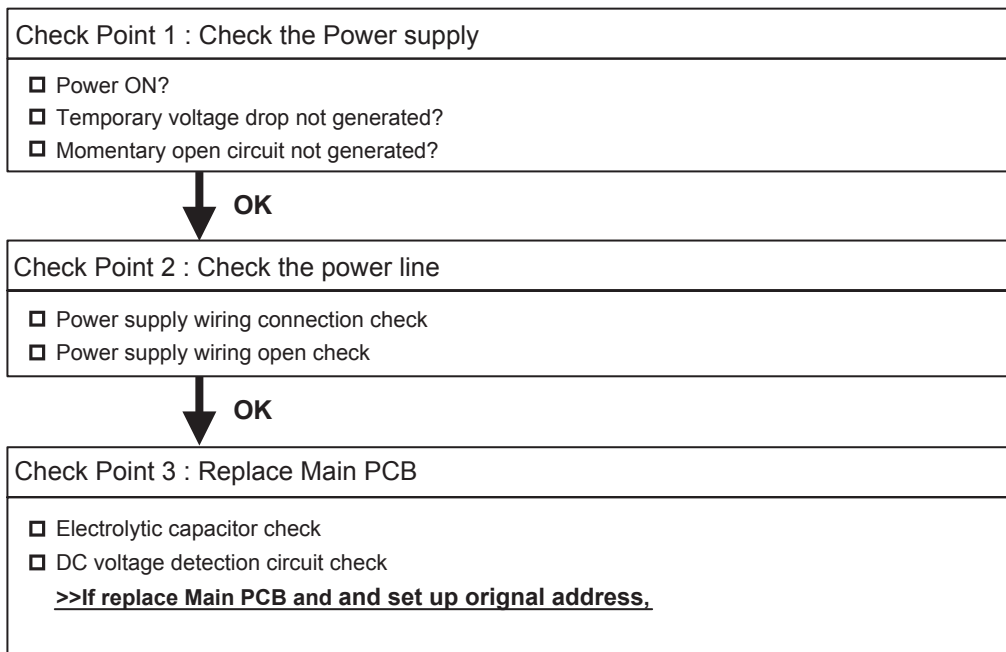 Check Point 1 : Check the Power supply
Power ON?
Temporary voltage drop not generated?
Momentary open circuit not generated?
OK
Check Point 2 : Check the power line
Power supply wiring connection check
Power supply wiring open check
OK
Check Point 3 : Replace Main PCB
Electrolytic capacitor check
DC voltage detection circuit check
>>If replace Main PCB and and set up orignal address,